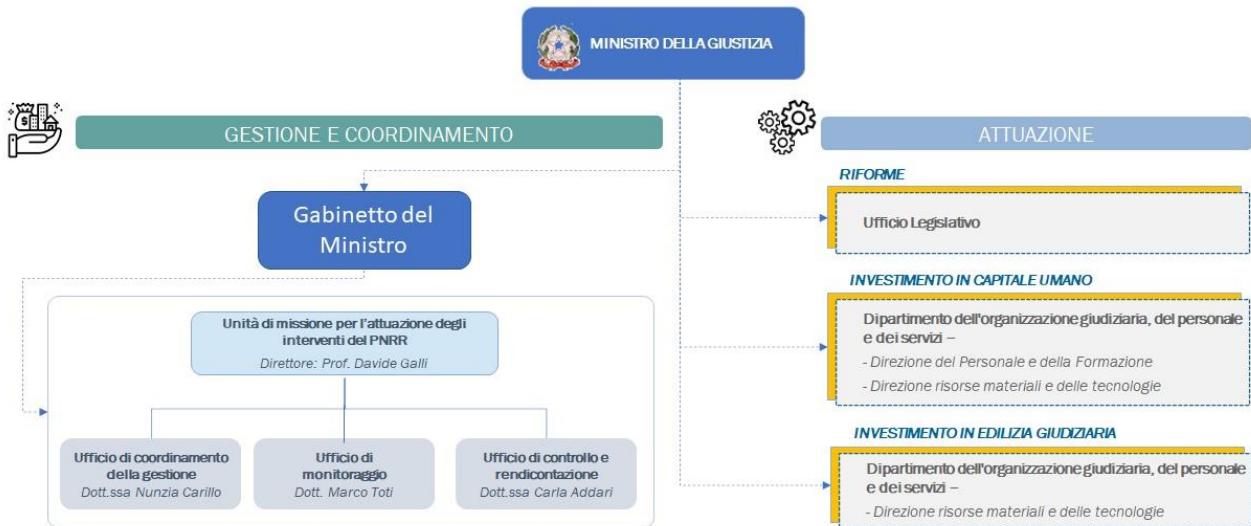 MINISTRO DELLA GIUSTIZIA
GESTIONE E COORDINAMENTO
Gabinetto del
Ministro
Unità di missione per l'attuazione degli
interventi del PNRR
Direttore: Prof. Davide Galli
Ufficio di coordinamento
della gestione
Dott.ssa Nunzia Carillo
Ufficio di
monitoraggio
Dott. Marco Toti
Ufficio di controllo e
rendicontazione
Dott.ssa Carla Addari
ATTUAZIONE
RIFORME
Ufficio Legislativo
INVESTIMENTO IN CAPITALE UMANO
Dipartimento dell'organizzazione giudiziaria, del personale
e dei servizi –
- Direzione del Personale e della Formazione
- Direzione risorse materiali e delle tecnologie
INVESTIMENTO IN EDILIZIA GIUDIZIARIA
Dipartimento dell'organizzazione giudiziaria, del personale
e dei servizi –
- Direzione risorse materiali e delle tecnologie